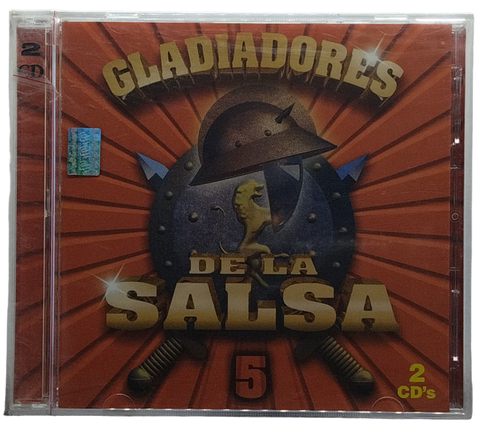 2
CD
GLADiADORES
DE LA
SALSA
5
2
CD's